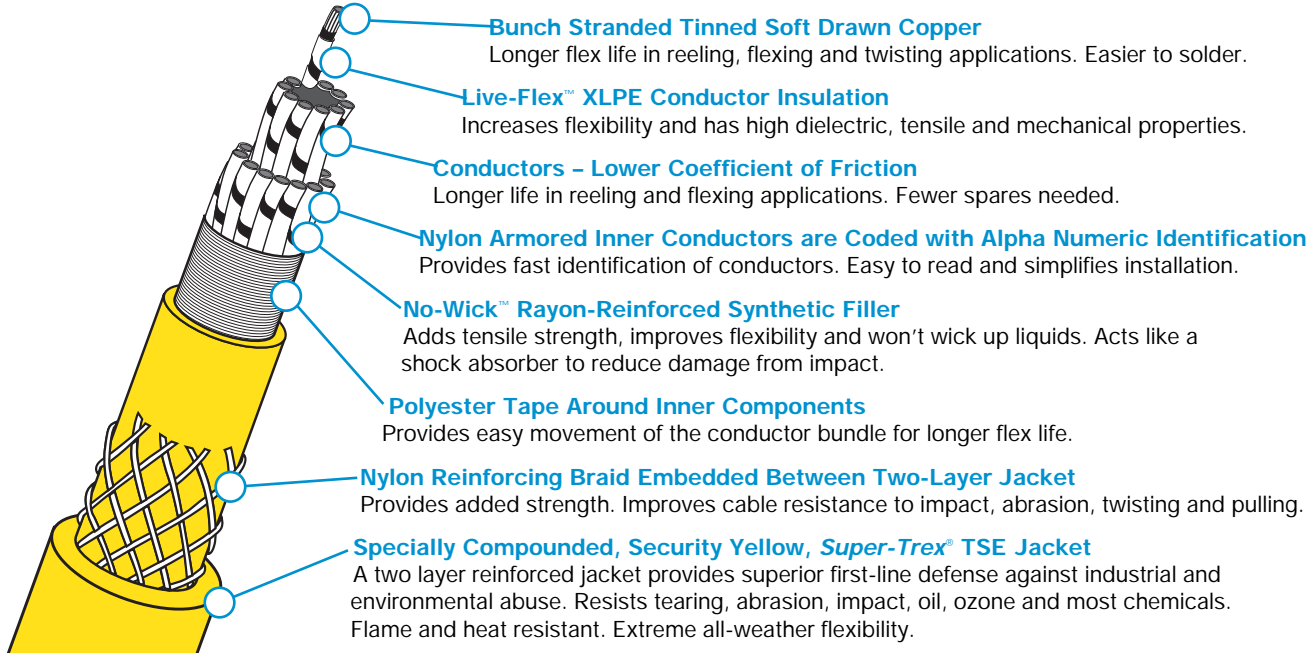 Bunch Stranded Tinned Soft Drawn Copper
Longer flex life in reeling, flexing and twisting applications. Easier to solder.
Live-Flex™ XLPE Conductor Insulation
Increases flexibility and has high dielectric, tensile and mechanical properties.
Conductors – Lower Coefficient of Friction
Longer life in reeling and flexing applications. Fewer spares needed.
Nylon Armored Inner Conductors are Coded with Alpha Numeric Identification
Provides fast identification of conductors. Easy to read and simplifies installation.
No-Wick™ Rayon-Reinforced Synthetic Filler
Adds tensile strength, improves flexibility and won’t wick up liquids. Acts like a
shock absorber to reduce damage from impact.
Polyester Tape Around Inner Components
Provides easy movement of the conductor bundle for longer flex life.
Nylon Reinforcing Braid Embedded Between Two-Layer Jacket
Provides added strength. Improves cable resistance to impact, abrasion, twisting and pulling.
Specially Compounded, Security Yellow, Super-Trex® TSE Jacket
A two layer reinforced jacket provides superior first-line defense against industrial and
environmental abuse. Resists tearing, abrasion, impact, oil, ozone and most chemicals.
Flame and heat resistant. Extreme all-weather flexibility.